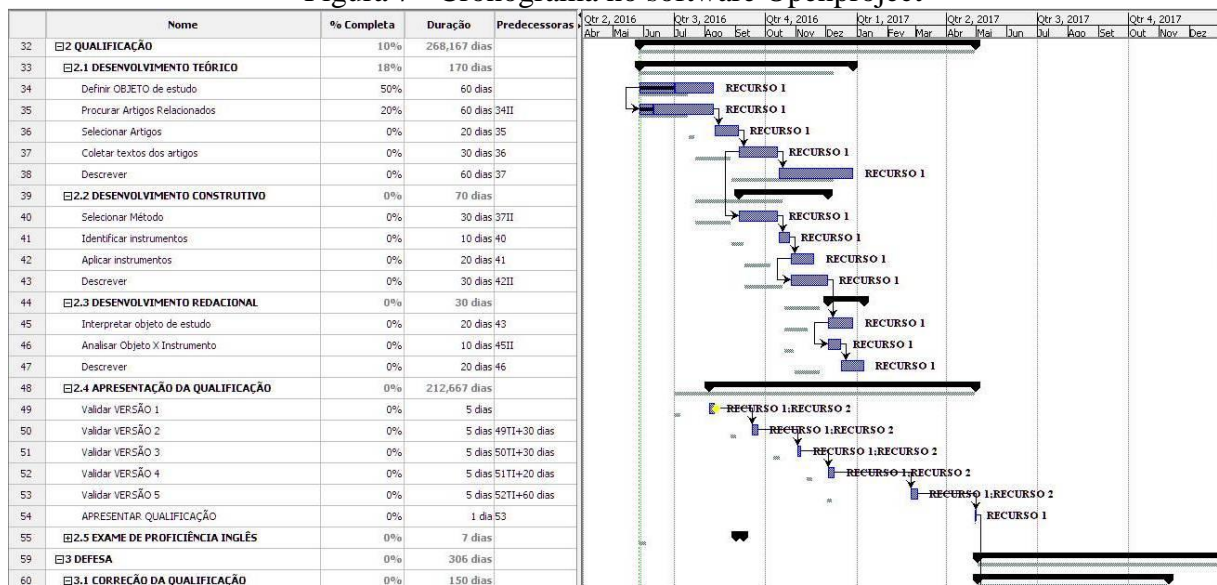 Figura 7 - Cronograma no software Openproject
Nome % Completa Duração Predecessoras Qtr 2, 2016 Qtr 3, 2016 Qtr 4, 2016 Qtr 1, 2017 Qtr 2, 2017 Qtr 3, 2017 Qtr 4, 2017
Abr Mai Jun Jul Ago Set Out Nov Dez Jan Fev Mar Abr Mai Jun Jul Ago Set Out Nov Dez
32 2 QUALIFICAÇÃO 10% 268,167 dias
33 2.1 DESENVOLVIMENTO TEÓRICO 18% 170 dias
34 Definir OBJETO de estudo 50% 60 dias RECURSO 1
35 Procurar Artigos Relacionados 20% 60 dias 34II RECURSO 1
36 Selecionar Artigos 0% 20 dias 35 RECURSO 1
37 Coletar textos dos artigos 0% 30 dias 36 RECURSO 1
38 Descrever 0% 60 dias 37 RECURSO 1
39 2.2 DESENVOLVIMENTO CONSTRUTIVO 0% 70 dias
40 Selecionar Método 0% 30 dias 37II RECURSO 1
41 Identificar instrumentos 0% 10 dias 40 RECURSO 1
42 Aplicar instrumentos 0% 20 dias 41 RECURSO 1
43 Descrever 0% 30 dias 42II RECURSO 1
44 2.3 DESENVOLVIMENTO REDACIONAL 0% 30 dias
45 Interpretar objeto de estudo 0% 20 dias 43 RECURSO 1
46 Analisar Objeto X Instrumento 0% 10 dias 45II RECURSO 1
47 Descrever 0% 20 dias 46 RECURSO 1
48 2.4 APRESENTAÇÃO DA QUALIFICAÇÃO 0% 212,667 dias
49 Validar VERSÃO 1 0% 5 dias RECURSO 1;RECURSO 2
50 Validar VERSÃO 2 0% 5 dias 49TI+30 dias RECURSO 1;RECURSO 2
51 Validar VERSÃO 3 0% 5 dias 50TI+30 dias RECURSO 1;RECURSO 2
52 Validar VERSÃO 4 0% 5 dias 51TI+20 dias RECURSO 1;RECURSO 2
53 Validar VERSÃO 5 0% 5 dias 52TI+60 dias RECURSO 1;RECURSO 2
54 APRESENTAR QUALIFICAÇÃO 0% 1 dia 53 RECURSO 1
55 2.5 EXAME DE PROFICIÊNCIA INGLÊS 0% 7 dias
59 3 DEFESA 0% 306 dias
60 3.1 CORREÇÃO DA QUALIFICAÇÃO 0% 150 dias